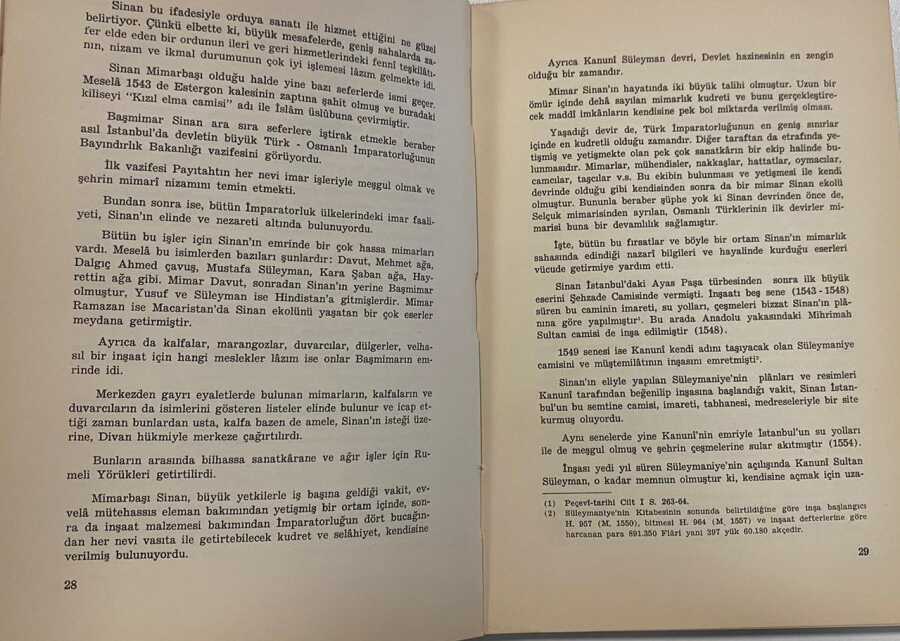 Sinan bu ifadesiyle orduya sanatı ile hizmet ettiğini ne güzel
belirtiyor. Çünkü elbette ki, büyük mesafelerde, geniş sahalarda za-
fer elde eden bir ordunun ileri ve geri hizmetlerindeki fennî teşkilâtı-
nın, nizam ve ikmal durumunun çok iyi işlemesi lâzım gelmekte idi.
Sinan Mimarbaşı olduğu halde yine bazı seferlerde ismi geçer.
Meselâ 1543 de Estergon kalesinin zaptına şahit olmuş ve buradaki
kiliseyi "Kızıl elma camisi" adı ile İslâm üslûbuna çevirmiştir.
Başmimar Sinan ara sıra seferlere iştirak etmekle beraber
asıl İstanbul'da devletin büyük Türk - Osmanlı İmparatorluğunun
Bayındırlık Bakanlığı vazifesini görüyordu.
İlk vazifesi Payıtahtın her nevi imar işleriyle meşgul olmak ve
şehrin mimarî nizamını temin etmekti.
Bundan sonra ise, bütün İmparatorluk ülkelerindeki imar faali-
yeti, Sinan'ın elinde ve nezareti altında bulunuyordu.
Bütün bu işler için Sinan'ın emrinde bir çok hassa mimarları
vardı. Meselâ bu isimlerden bazıları şunlardır: Davut, Mehmet ağa,
Dalgıç Ahmed çavuş, Mustafa Süleyman, Kara Şaban ağa, Hay-
rettin ağa gibi. Mimar Davut, sonradan Sinan'ın yerine Başmimar
olmuştur, Yusuf ve Süleyman ise Hindistan'a gitmişlerdir. Mimar
Ramazan ise Macaristan'da Sinan ekolünü yaşatan bir çok eserler
meydana getirmiştir.
Ayrıca da kalfalar, marangozlar, duvarcılar, dülgerler, velha-
sıl bir inşaat için hangi meslekler lâzım ise onlar Başmimarın em-
rinde idi.
Merkezden gayrı eyaletlerde bulunan mimarların, kalfaların ve
duvarcıların da isimlerini gösteren listeler elinde bulunur ve icap et-
tiği zaman bunlardan usta, kalfa bazen de amele, Sinan'ın isteği üze-
rine, Divan hükmiyle merkeze çağırtılırdı.
Bunların arasında bilhassa sanatkârane ve ağır işler için Ru-
meli Yörükleri getirtilirdi.
Mimarbaşı Sinan, büyük yetkilerle iş başına geldiği vakit, ev-
velâ mütehassıs eleman bakımından yetişmiş bir ortam içinde, son-
ra da inşaat malzemesi bakımından İmparatorluğun dört bucağın-
dan her nevi vasıta ile getirtebilecek kudret ve selâhiyet, kendisine
verilmiş bulunuyordu.
28
Ayrıca Kanunî Süleyman devri, Devlet hazinesinin en zengin
olduğu bir zamandır.
Mimar Sinan'ın hayatında iki büyük talihi olmuştur. Uzun bir
ömür içinde dehâ sayılan mimarlık kudreti ve bunu gerçekleştire-
cek maddî imkânların kendisine pek bol miktarda verilmiş olması.
Yaşadığı devir de, Türk İmparatorluğunun en geniş sınırlar
içinde en kudretli olduğu zamandır. Diğer taraftan da etrafında ye-
tişmiş ve yetişmekte olan pek çok sanatkârın bir ekip halinde bu-
lunmasıdır. Mimarlar, mühendisler, nakkaşlar, hattatlar, oymacılar,
camcılar, taşcılar v.s. Bu ekibin bulunması ve yetişmesi ile kendi
devrinde olduğu gibi kendisinden sonra da bir mimar Sinan ekolü
olmuştur. Bununla beraber şüphe yok ki Sinan devrinden önce de,
Selçuk mimarisinden ayrılan, Osmanlı Türklerinin ilk devirler mi-
marisi buna bir devamlılık sağlamıştır.
İşte, bütün bu fırsatlar ve böyle bir ortam Sinan'ın mimarlık
sahasında edindiği nazarî bilgileri ve hayalinde kurduğu eserleri
vücude getirmiye yardım etti.
Sinan İstanbul'daki Ayas Paşa türbesinden sonra ilk büyük
eserini Şehzade Camisinde vermişti. İnşaatı beş sene (1543 - 1548)
süren bu caminin imareti, su yolları, çeşmeleri bizzat Sinan'ın plâ-
nına göre yapılmıştır¹. Bu arada Anadolu yakasındaki Mihrimah
Sultan camisi de inşa edilmiştir (1548).
1549 senesi ise Kanunî kendi adını taşıyacak olan Süleymaniye
camisini ve müştemilâtının inşasını emretmişti².
Sinan'ın eliyle yapılan Süleymaniye'nin plânları ve resimleri
Kanunî tarafından beğenilip inşasına başlandığı vakit, Sinan İstan-
bul'un bu semtine camisi, imareti, tabhanesi, medreseleriyle bir site
kurmuş oluyordu.
Aynı senelerde yine Kanunî'nin emriyle İstanbul'un su yolları
ile de meşgul olmuş ve şehrin çeşmelerine sular akıtmıştır (1554).
İnşası yedi yıl süren Süleymaniye'nin açılışında Kanunî Sultan
Süleyman, o kadar memnun olmuştur ki, kendisine açmak için uza-
(1) Peçevî-tarihi Cilt I S. 263-64.
(2) Süleymaniye'nin Kitabesinin sonunda belirtildiğine göre inşa başlangıcı
H. 957 (M. 1550), bitmesi H. 964 (M. 1557) ve inşaat defterlerine göre
harcanan para 891.350 Flâri yani 397 yük 60.180 akçedir.
29